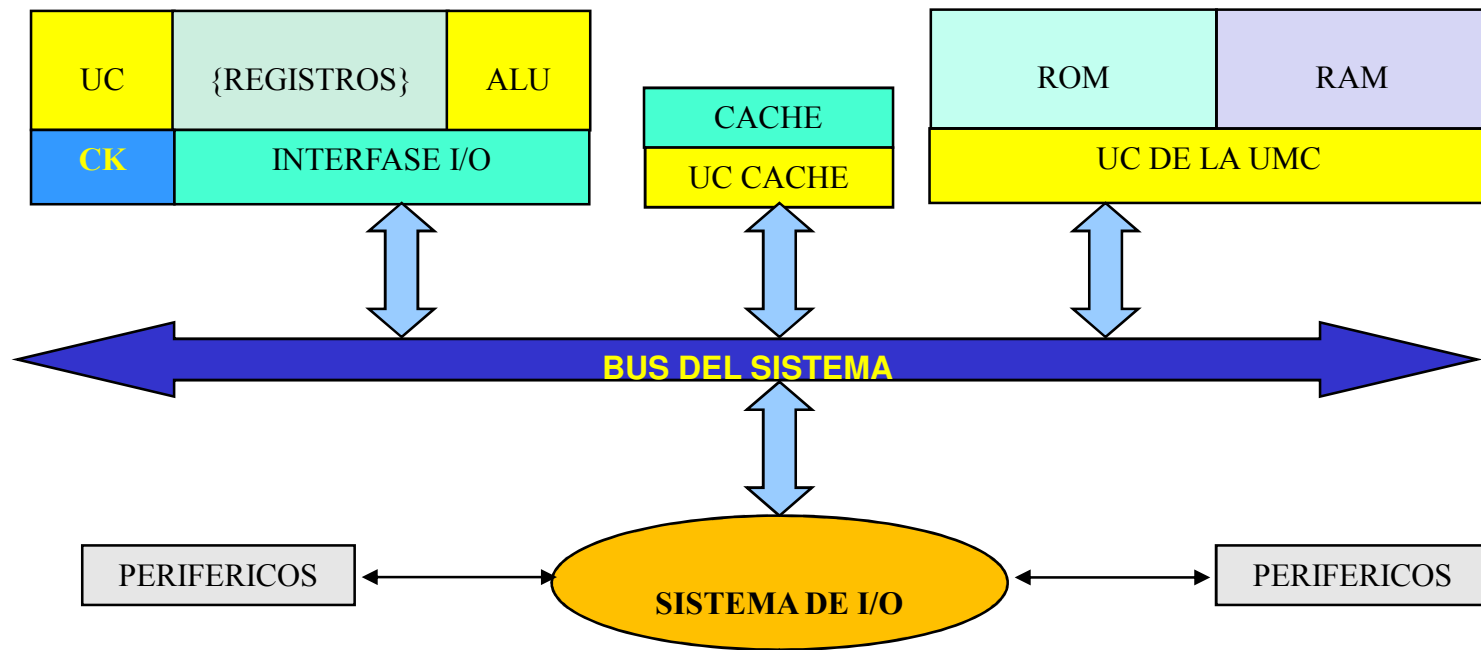 UC
{REGISTROS}
ALU
CK
INTERFASE I/O
CACHE
UC CACHE
ROM
RAM
UC DE LA UMC
BUS DEL SISTEMA
PERIFERICOS
SISTEMA DE I/O
PERIFERICOS